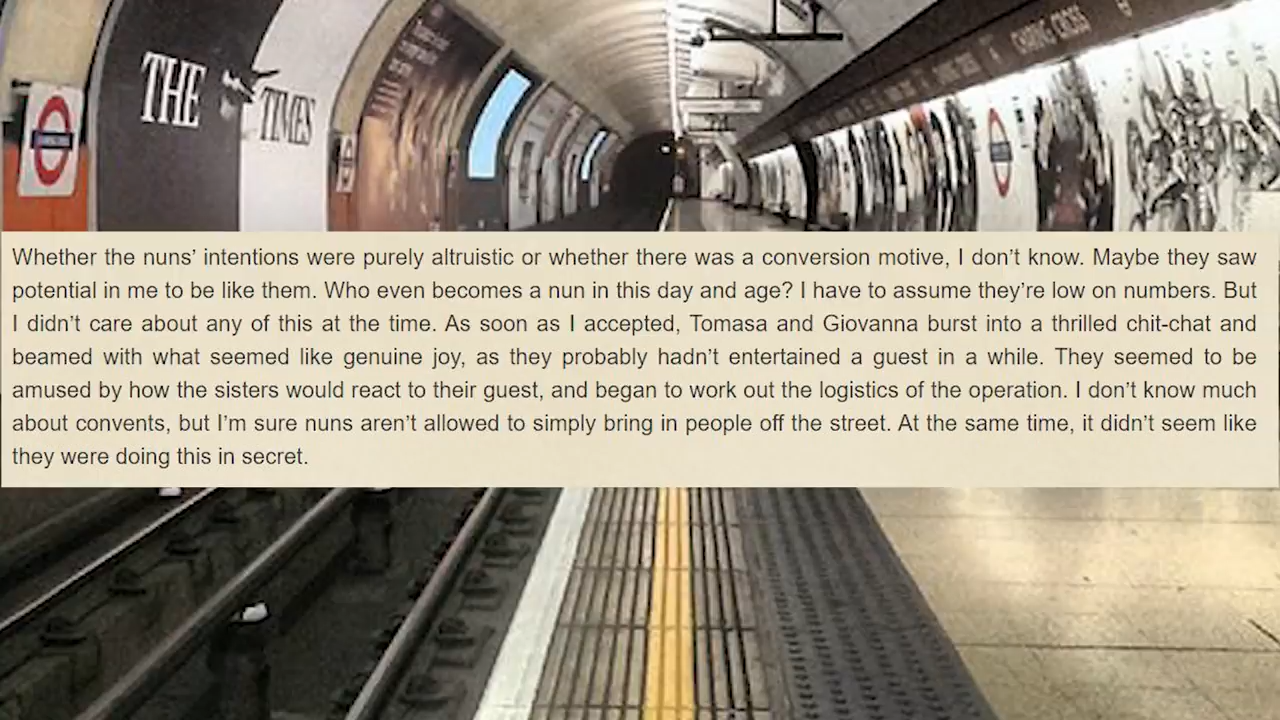 THE TIMES
CHARING CROSS
Whether the nuns’ intentions were purely altruistic or whether there was a conversion motive, I don’t know. Maybe they saw
potential in me to be like them. Who even becomes a nun in this day and age? I have to assume they’re low on numbers. But
I didn’t care about any of this at the time. As soon as I accepted, Tomasa and Giovanna burst into a thrilled chit-chat and
beamed with what seemed like genuine joy, as they probably hadn’t entertained a guest in a while. They seemed to be
amused by how the sisters would react to their guest, and began to work out the logistics of the operation. I don’t know much
about convents, but I’m sure nuns aren’t allowed to simply bring in people off the street. At the same time, it didn’t seem like
they were doing this in secret.